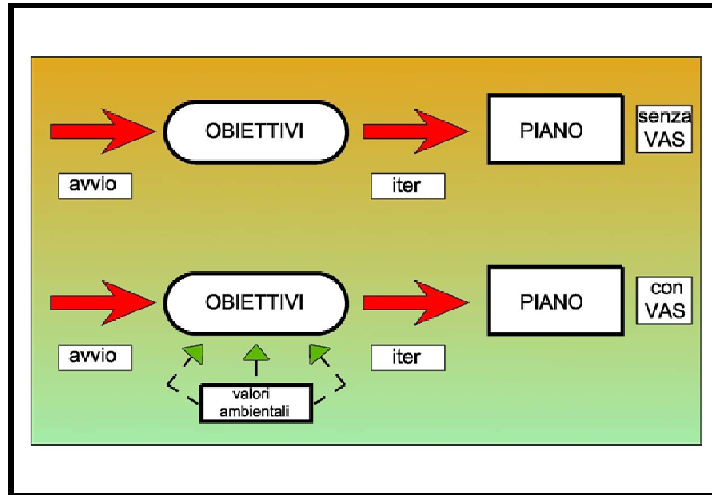 OBIETTIVI
PIANO
senza
VAS
avvio
iter
OBIETTIVI
PIANO
con
VAS
avvio
iter
valori
ambientali